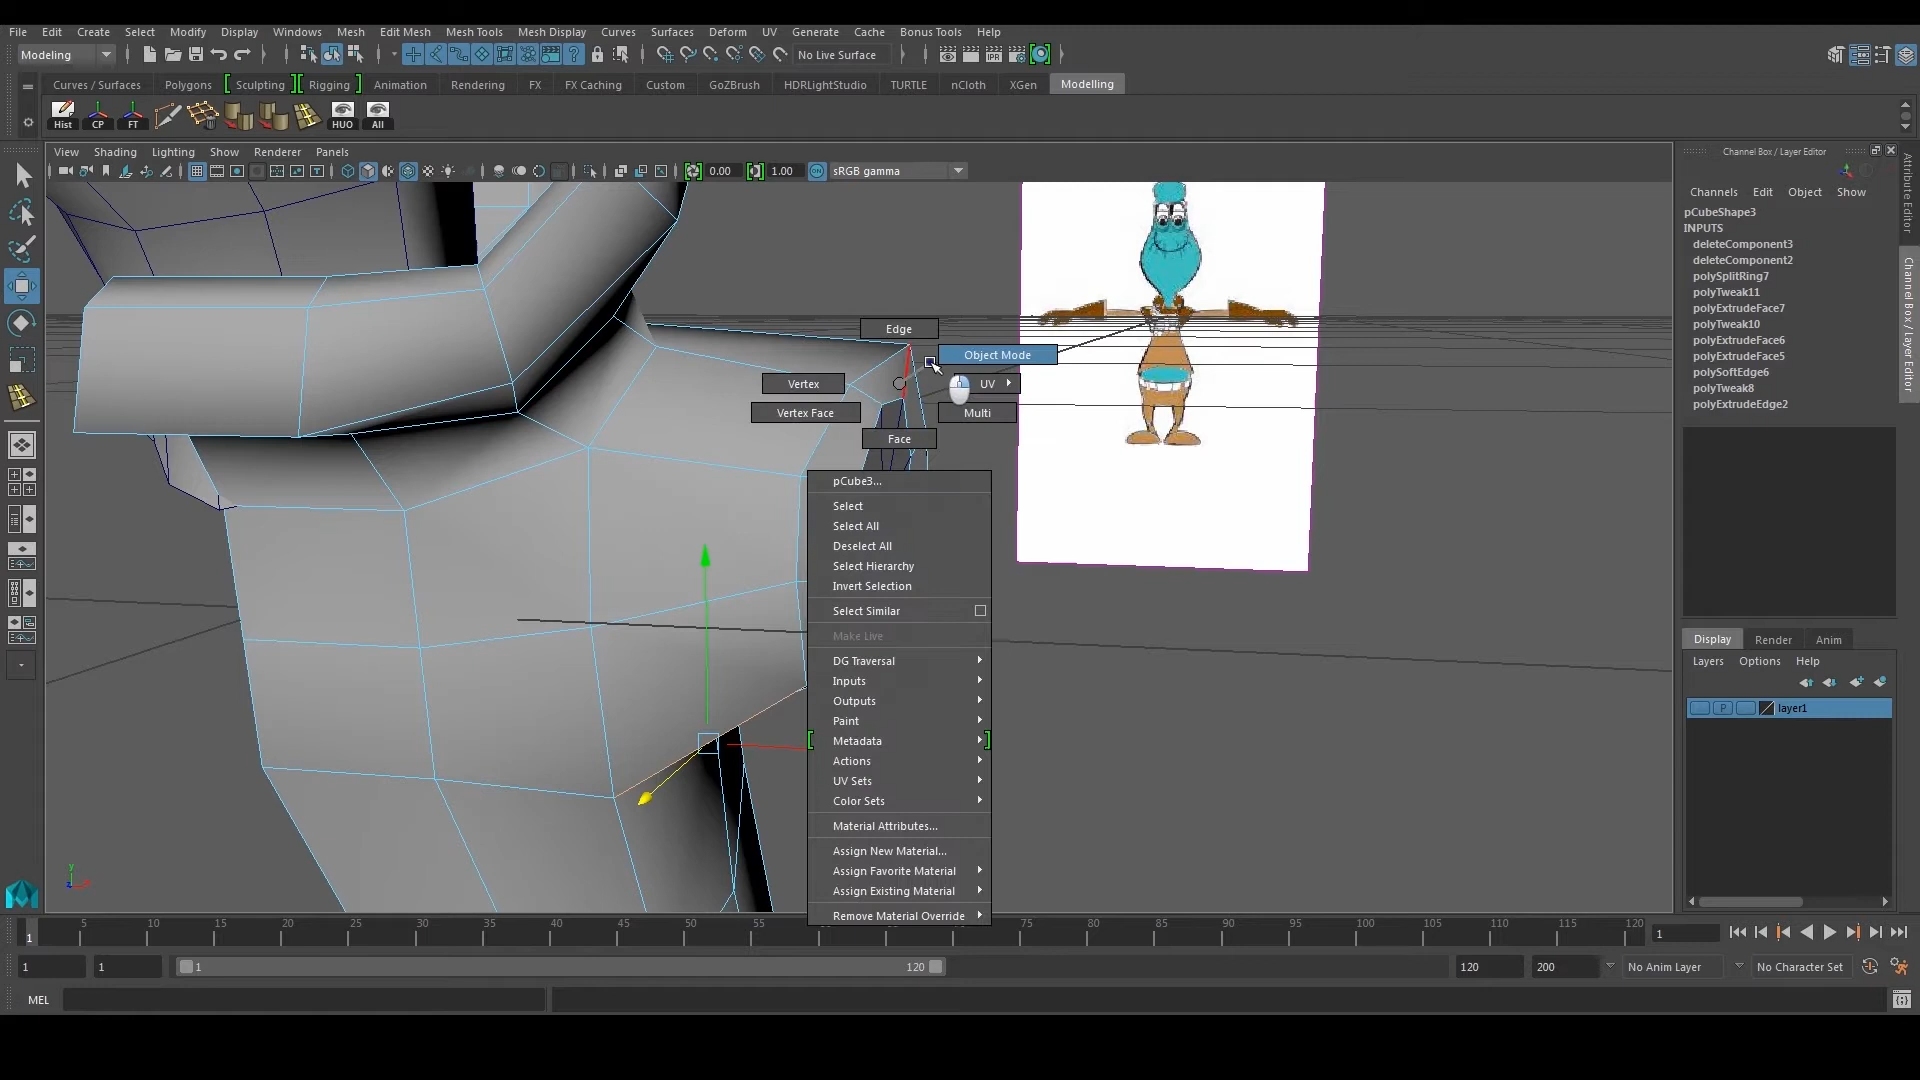 File Edit Create Select Modify Display Windows Mesh Edit Mesh Mesh Tools Mesh Display Curves Surfaces Deform UV Generate Cache Bonus Tools Help
Modeling No Live Surface
Curves / Surfaces Polygons Sculpting Rigging Animation Rendering FX FX Caching Custom GoZBrush HDRLightStudio TURTLE nCloth XGen Modelling
Hist CP FT HUO All
View Shading Lighting Show Renderer Panels
0.00 1.00 ON sRGB gamma
Channel Box / Layer Editor
Channels Edit Object Show
pCubeShape3
INPUTS
deleteComponent3
deleteComponent2
polySplitRing7
polyTweak11
polyExtrudeFace7
polyTweak10
polyExtrudeFace6
polyExtrudeFace5
polySoftEdge6
polyTweak8
polyExtrudeEdge2
Attribute Editor
Channel Box / Layer Editor
Edge
Object Mode
Vertex
UV
Vertex Face
Multi
Face
pCube3...
Select
Select All
Deselect All
Select Hierarchy
Invert Selection
Select Similar
Make Live
DG Traversal
Inputs
Outputs
Paint
Metadata
Actions
UV Sets
Color Sets
Material Attributes...
Assign New Material...
Assign Favorite Material
Assign Existing Material
Remove Material Override
Display Render Anim
Layers Options Help
P layer1
y
5 10 15 20 25 30 35 40 45 50 55 75 80 85 90 95 100 105 110 115 120
1
1
1 1 1 120 120 200 No Anim Layer No Character Set
MEL